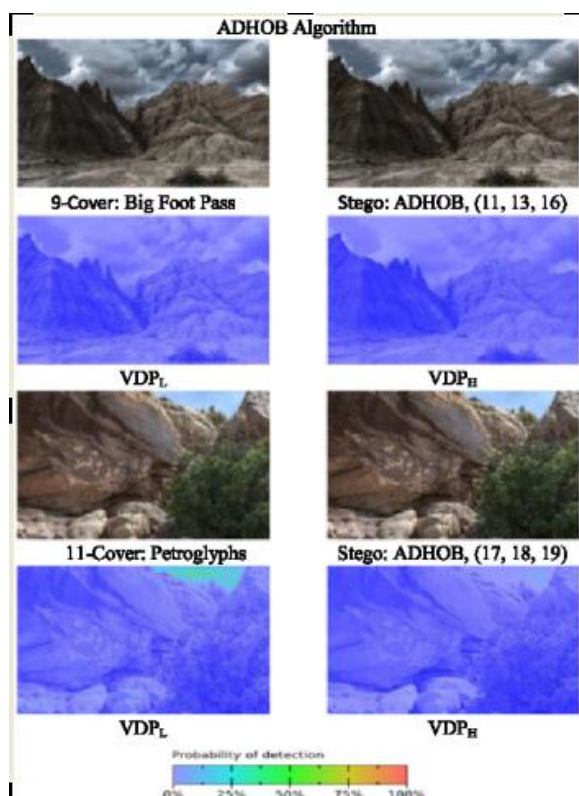 ADHOB Algorithm
9-Cover: Big Foot Pass Stego: ADHOB, (11, 13, 16)
VDPL VDPH
11-Cover: Petroglyphs Stego: ADHOB, (17, 18, 19)
VDPL VDPH
Probability of detection
0% 25% 50% 75% 100%